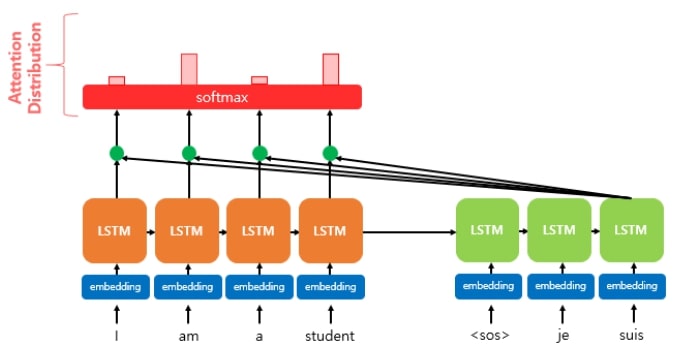 Attention
Distribution
softmax
LSTM LSTM LSTM LSTM LSTM LSTM LSTM
embedding embedding embedding embedding embedding embedding embedding
I am a student <sos> je suis